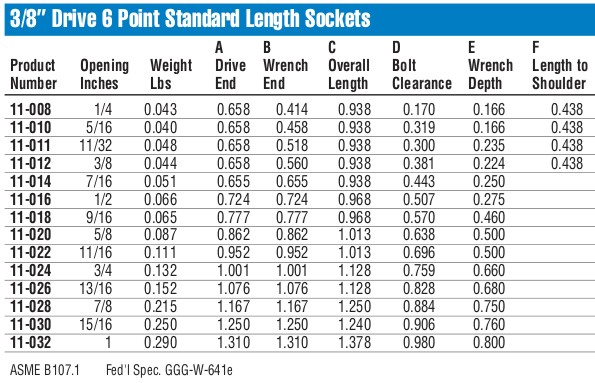 3/8" Drive 6 Point Standard Length Sockets
A B C D E F
Product Opening Weight Drive Wrench Overall Bolt Wrench Length to
Number Inches Lbs End End Length Clearance Depth Shoulder
11-008 1/4 0.043 0.658 0.414 0.938 0.170 0.166 0.438
11-010 5/16 0.040 0.658 0.458 0.938 0.319 0.166 0.438
11-011 11/32 0.048 0.658 0.518 0.938 0.300 0.235 0.438
11-012 3/8 0.044 0.658 0.560 0.938 0.381 0.224 0.438
11-014 7/16 0.051 0.655 0.655 0.938 0.443 0.250
11-016 1/2 0.066 0.724 0.724 0.968 0.507 0.275
11-018 9/16 0.065 0.777 0.777 0.968 0.570 0.460
11-020 5/8 0.087 0.862 0.862 1.013 0.638 0.500
11-022 11/16 0.111 0.952 0.952 1.013 0.696 0.500
11-024 3/4 0.132 1.001 1.001 1.128 0.759 0.660
11-026 13/16 0.152 1.076 1.076 1.128 0.828 0.680
11-028 7/8 0.215 1.167 1.167 1.250 0.884 0.750
11-030 15/16 0.250 1.250 1.250 1.240 0.906 0.760
11-032 1 0.290 1.310 1.310 1.378 0.980 0.800
ASME B107.1 Fed'l Spec. GGG-W-641e